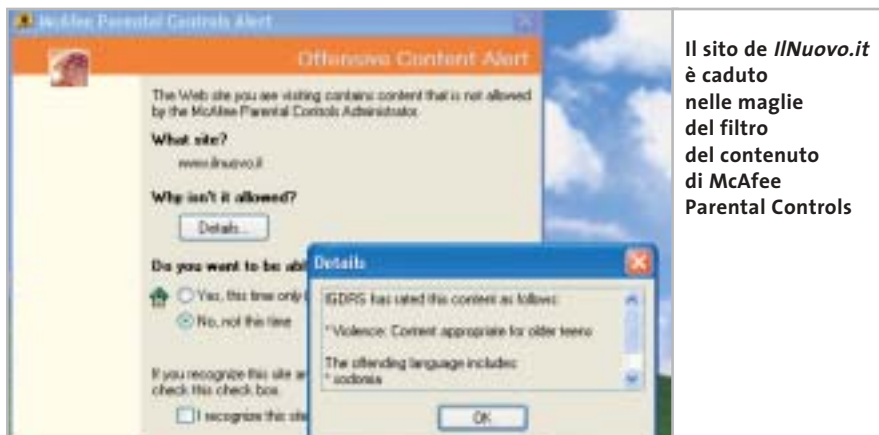 McAfee Parental Controls Alert
Offensive Content Alert
The Web site you are visiting contains content that is not allowed
by the McAfee Parental Controls Administrator.
What site?
www.ilnuovo.it
Why isn't it allowed?
Details...
Do you want to be abl
Yes, this time only
No, not this time
If you recognize this site an
check this check box.
I recognize this site
Details
IGDRS has rated this content as follows:
* Violence: Content appropriate for older teens
The offending language includes:
* sodomia
OK
Il sito de IlNuovo.it
è caduto
nelle maglie
del filtro
del contenuto
di McAfee
Parental Controls